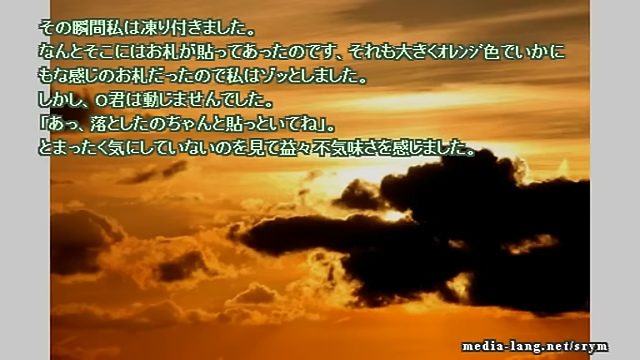 その瞬間私は凍り付きました。
なんとそこにはお札が貼ってあったのです、それも大きくｵﾚﾝｼﾞ色でいかに
もな感じのお札だったので私はゾッとしました。
しかし、O君は動じませんでした。
「あっ、落としたのちゃんと貼っといてね」。
とまったく気にしていないのを見て益々不気味さを感じました。
media-lang.net/srym